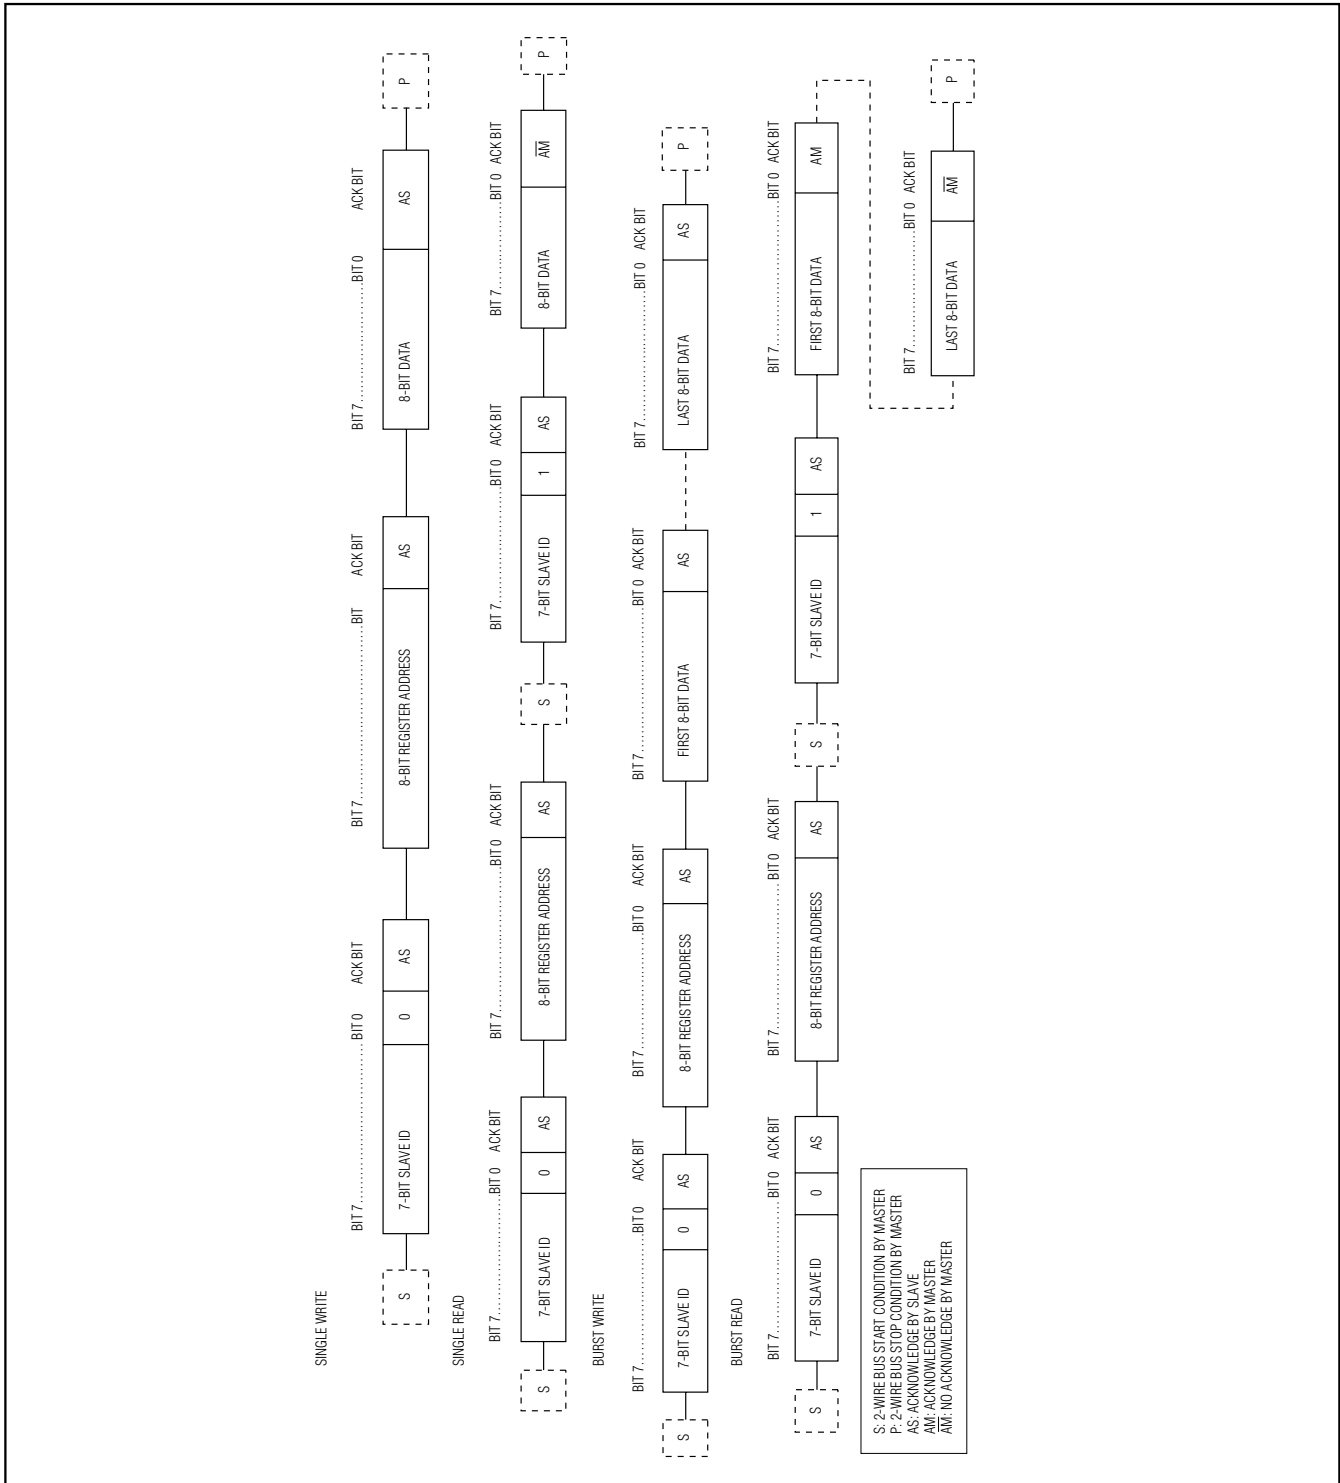 SINGLE WRITE
BIT 7........................BIT 0 ACK BIT BIT 7........................BIT ACK BIT BIT 7........................BIT 0 ACK BIT
S 7-BIT SLAVE ID 0 AS 8-BIT REGISTER ADDRESS AS 8-BIT DATA AS P
SINGLE READ
BIT 7........................BIT 0 ACK BIT BIT 7........................BIT 0 ACK BIT BIT 7........................BIT 0 ACK BIT BIT 7................BIT 0 ACK BIT
S 7-BIT SLAVE ID 0 AS 8-BIT REGISTER ADDRESS AS S 7-BIT SLAVE ID 1 AS 8-BIT DATA A̅M̅ P
BURST WRITE
BIT 7........................BIT 0 ACK BIT BIT 7........................BIT 0 ACK BIT BIT 7........................BIT 0 ACK BIT BIT 7........................BIT 0 ACK BIT
S 7-BIT SLAVE ID 0 AS 8-BIT REGISTER ADDRESS AS FIRST 8-BIT DATA AS LAST 8-BIT DATA AS P
BURST READ
BIT 7........................BIT 0 ACK BIT BIT 7........................BIT 0 ACK BIT BIT 7........................BIT 0 ACK BIT BIT 7........................BIT 0 ACK BIT
S 7-BIT SLAVE ID 0 AS 8-BIT REGISTER ADDRESS AS S 7-BIT SLAVE ID 1 AS FIRST 8-BIT DATA AM
BIT 7........................BIT 0 ACK BIT
LAST 8-BIT DATA A̅M̅ P
S: 2-WIRE BUS START CONDITION BY MASTER
P: 2-WIRE BUS STOP CONDITION BY MASTER
AS: ACKNOWLEDGE BY SLAVE
AM: ACKNOWLEDGE BY MASTER
A̅M̅: NO ACKNOWLEDGE BY MASTER